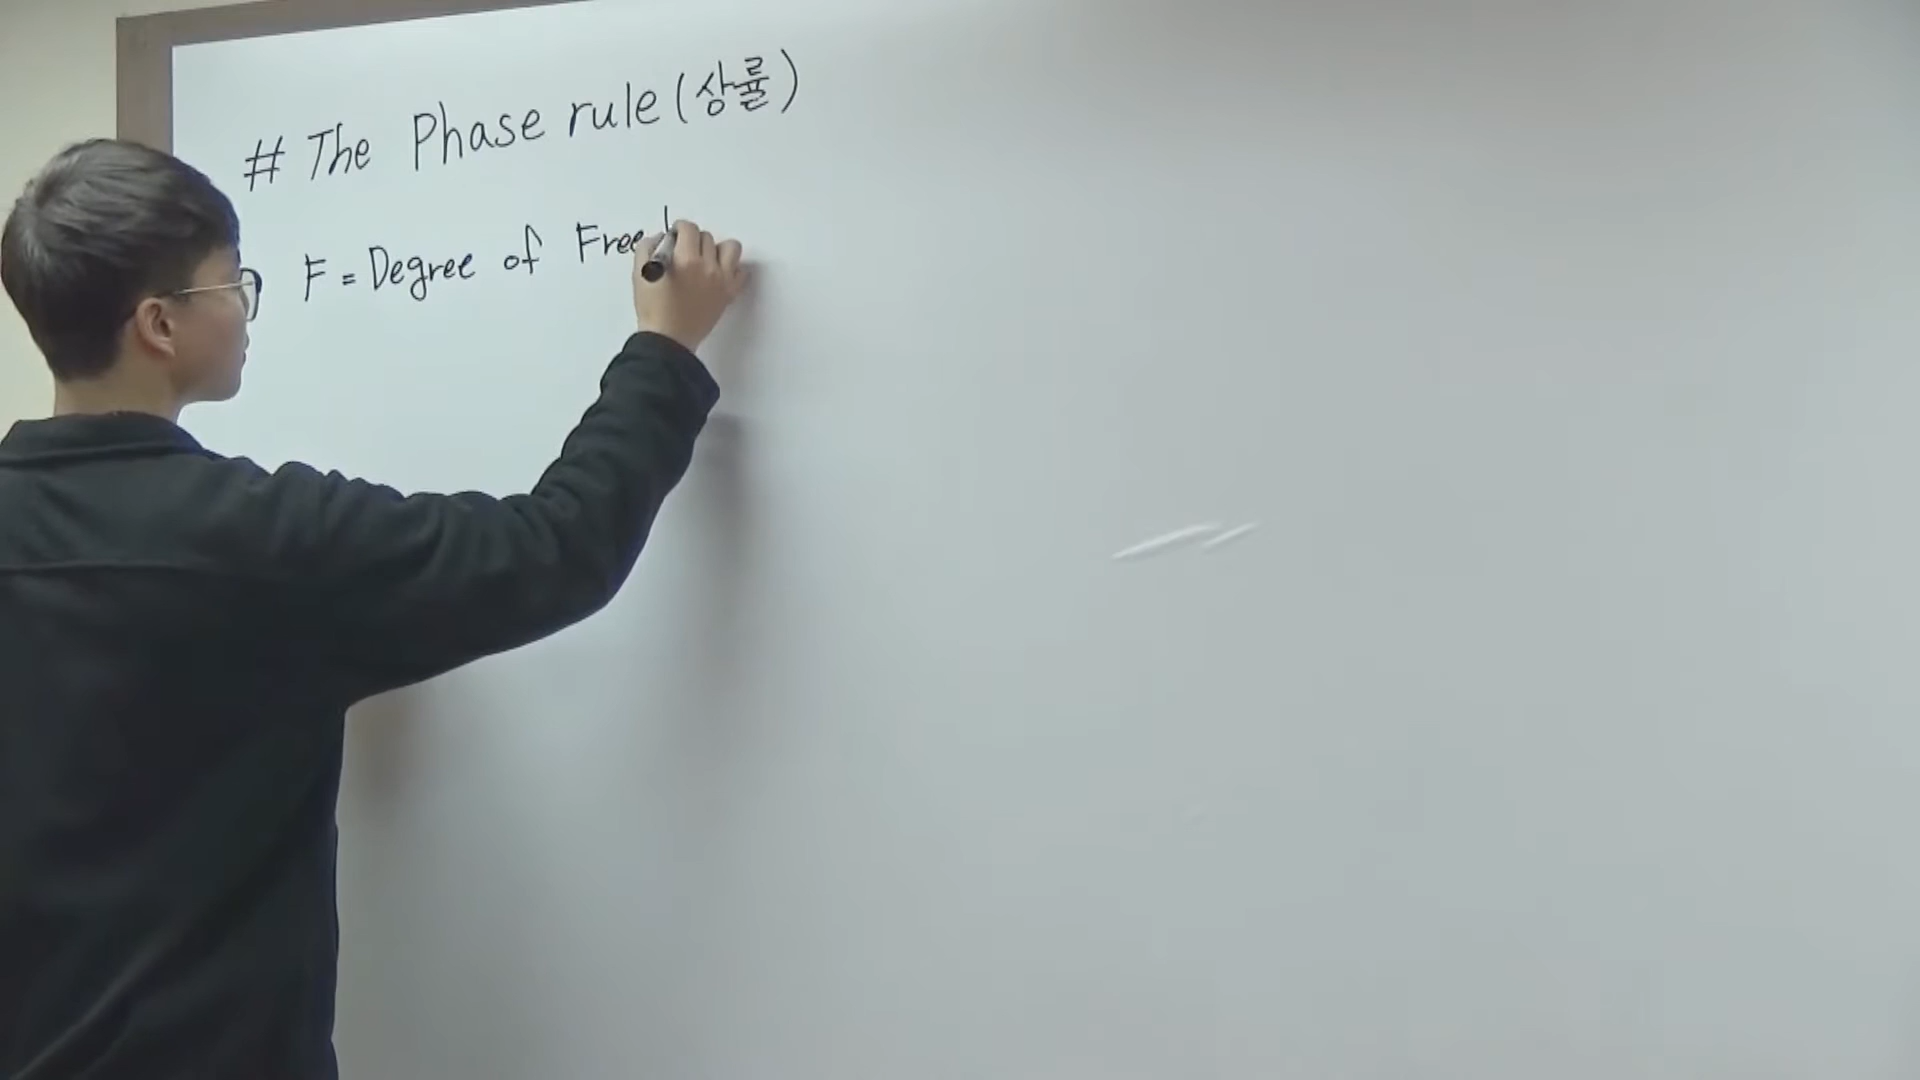 # The Phase rule (상률)
F = Degree of Free